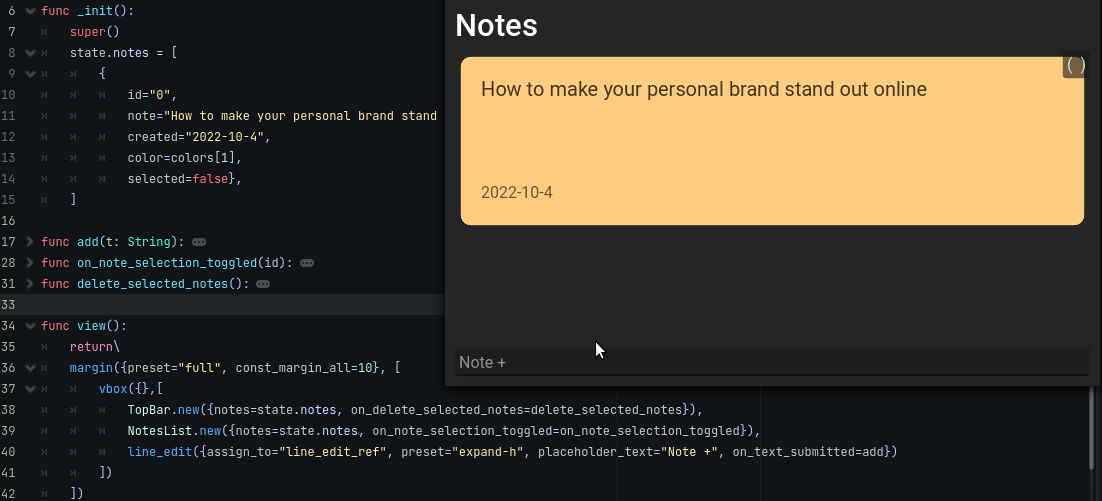 6 func _init():
7 super()
8 state.notes = [
9 {
10 id="0",
11 note="How to make your personal brand stand
12 created="2022-10-4",
13 color=colors[1],
14 selected=false},
15 ]
16
17 func add(t: String):
28 func on_note_selection_toggled(id):
31 func delete_selected_notes():
33
34 func view():
35 return\
36 margin({preset="full", const_margin_all=10}, [
37 vbox({},[
38 TopBar.new({notes=state.notes, on_delete_selected_notes=delete_selected_notes}),
39 NotesList.new({notes=state.notes, on_note_selection_toggled=on_note_selection_toggled}),
40 line_edit({assign_to="line_edit_ref", preset="expand-h", placeholder_text="Note +", on_text_submitted=add})
41 ])
42 ])
Notes
( )
How to make your personal brand stand out online
2022-10-4
Note +